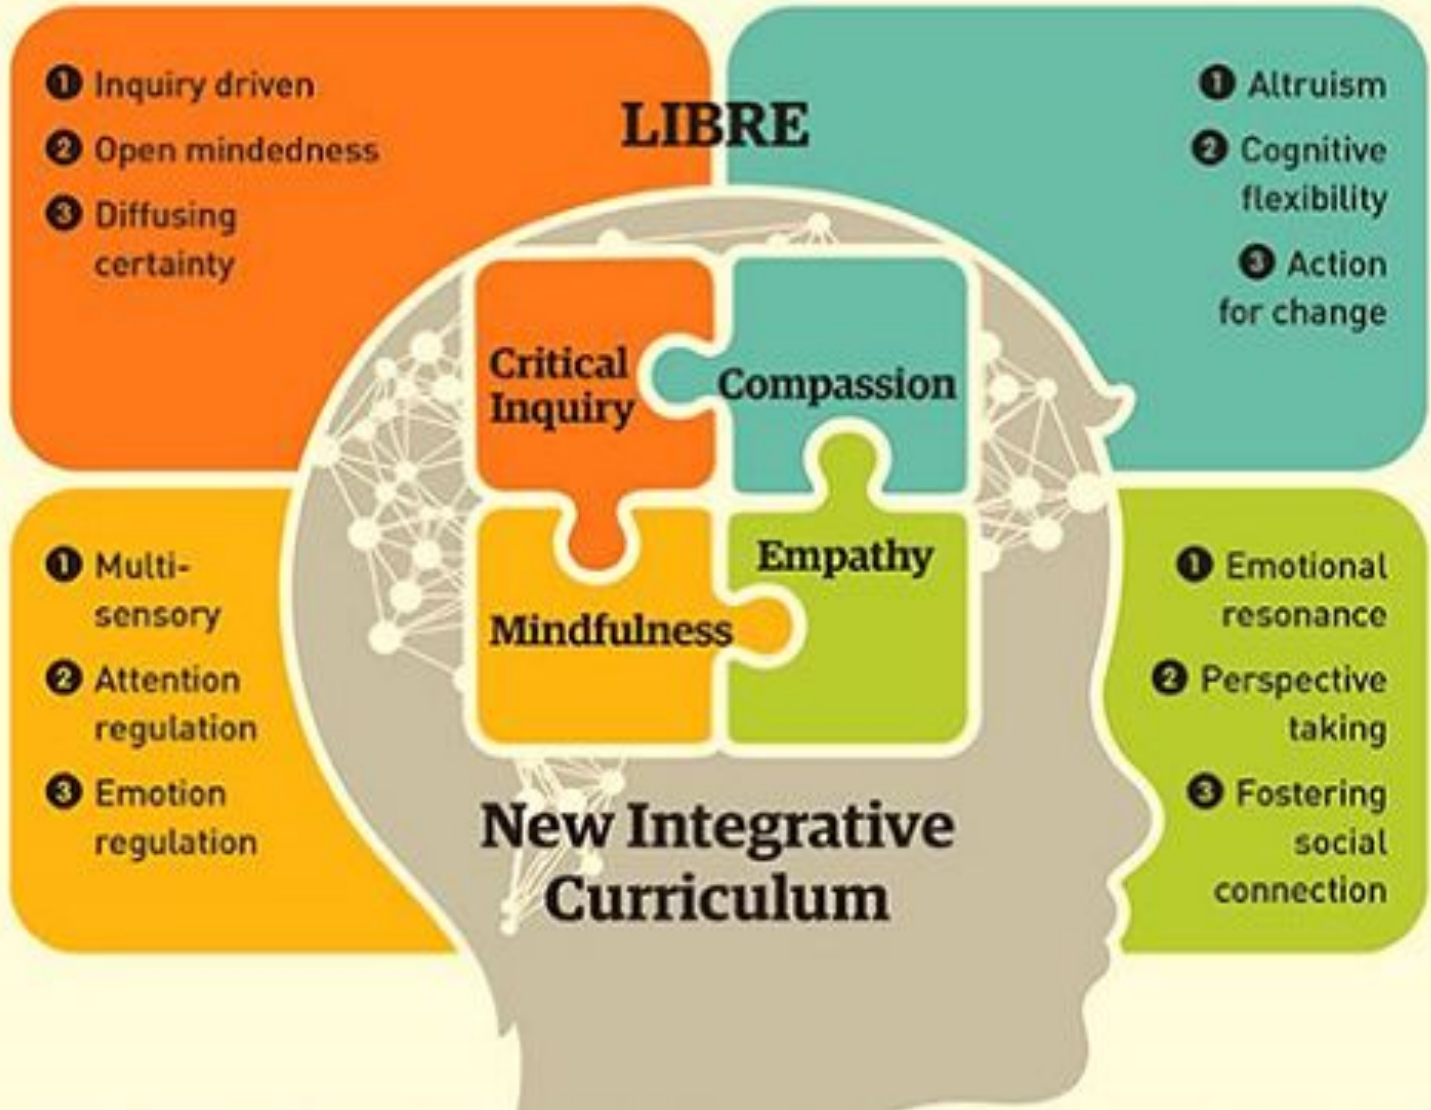 LIBRE
1 Inquiry driven
2 Open mindedness
3 Diffusing
certainty
1 Altruism
2 Cognitive
flexibility
3 Action
for change
Critical
Inquiry
Compassion
Mindfulness
Empathy
1 Multi-
sensory
2 Attention
regulation
3 Emotion
regulation
1 Emotional
resonance
2 Perspective
taking
3 Fostering
social
connection
New Integrative
Curriculum